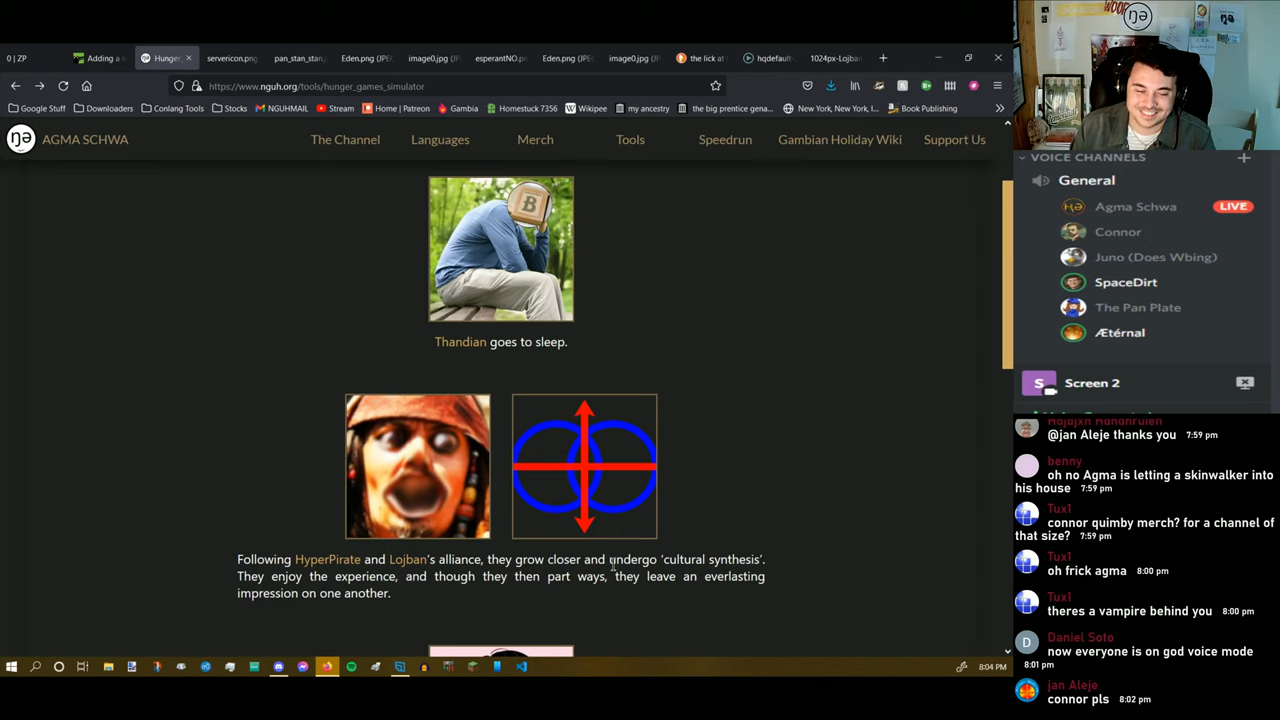 0 | ZP
Adding a s
Hunger_
servericon.png
pan_stan_stan.j
Eden.png (JPE
image0.jpg
esperantNO.pn
Eden.png (JPE
image0.jpg (J
the lick at
hqdefault
1024px-Lojban
https://www.nguh.org/tools/hunger_games_simulator
Google Stuff
Conlang Tools
Stocks
NGUHMAIL
Stream
Home | Patreon
Gambia
Homestuck 7356
Wikipee
my ancestry
the big prentice gena...
New York, New York, I...
Book Publishing
ŋə AGMA SCHWA
The Channel
Languages
Merch
Tools
Speedrun
Gambian Holiday Wiki
Support Us
B
Thandian goes to sleep.
Following HyperPirate and Lojban's alliance, they grow closer and undergo ‘cultural synthesis’.
They enjoy the experience, and though they then part ways, they leave an everlasting
impression on one another.
8:04 PM
ŋə
VOICE CHANNELS
General
Agma Schwa LIVE
Connor
Juno (Does Wbing)
SpaceDirt
The Pan Plate
Ætérnal
S Screen 2
@jan Aleje thanks you 7:59 pm
benny
oh no Agma is letting a skinwalker into
his house 7:59 pm
Tux1
connor quimby merch? for a channel of
that size? 7:59 pm
Tux1
oh frick agma 8:00 pm
Tux1
theres a vampire behind you 8:00 pm
D Daniel Soto
now everyone is on god voice mode
8:01 pm
jan Aleje
connor pls 8:02 pm